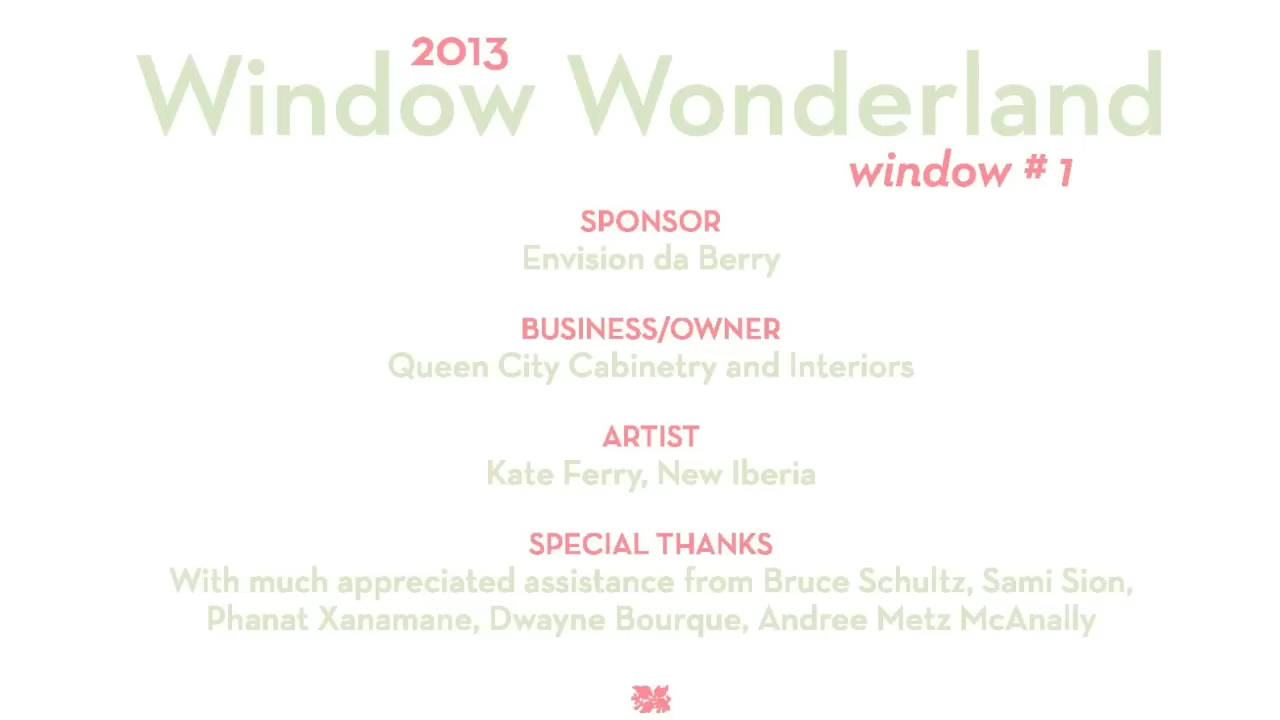 2013
Window Wonderland
window # 1
SPONSOR
Envision da Berry
BUSINESS/OWNER
Queen City Cabinetry and Interiors
ARTIST
Kate Ferry, New Iberia
SPECIAL THANKS
With much appreciated assistance from Bruce Schultz, Sami Sion,
Phanat Xanamane, Dwayne Bourque, Andree Metz McAnally